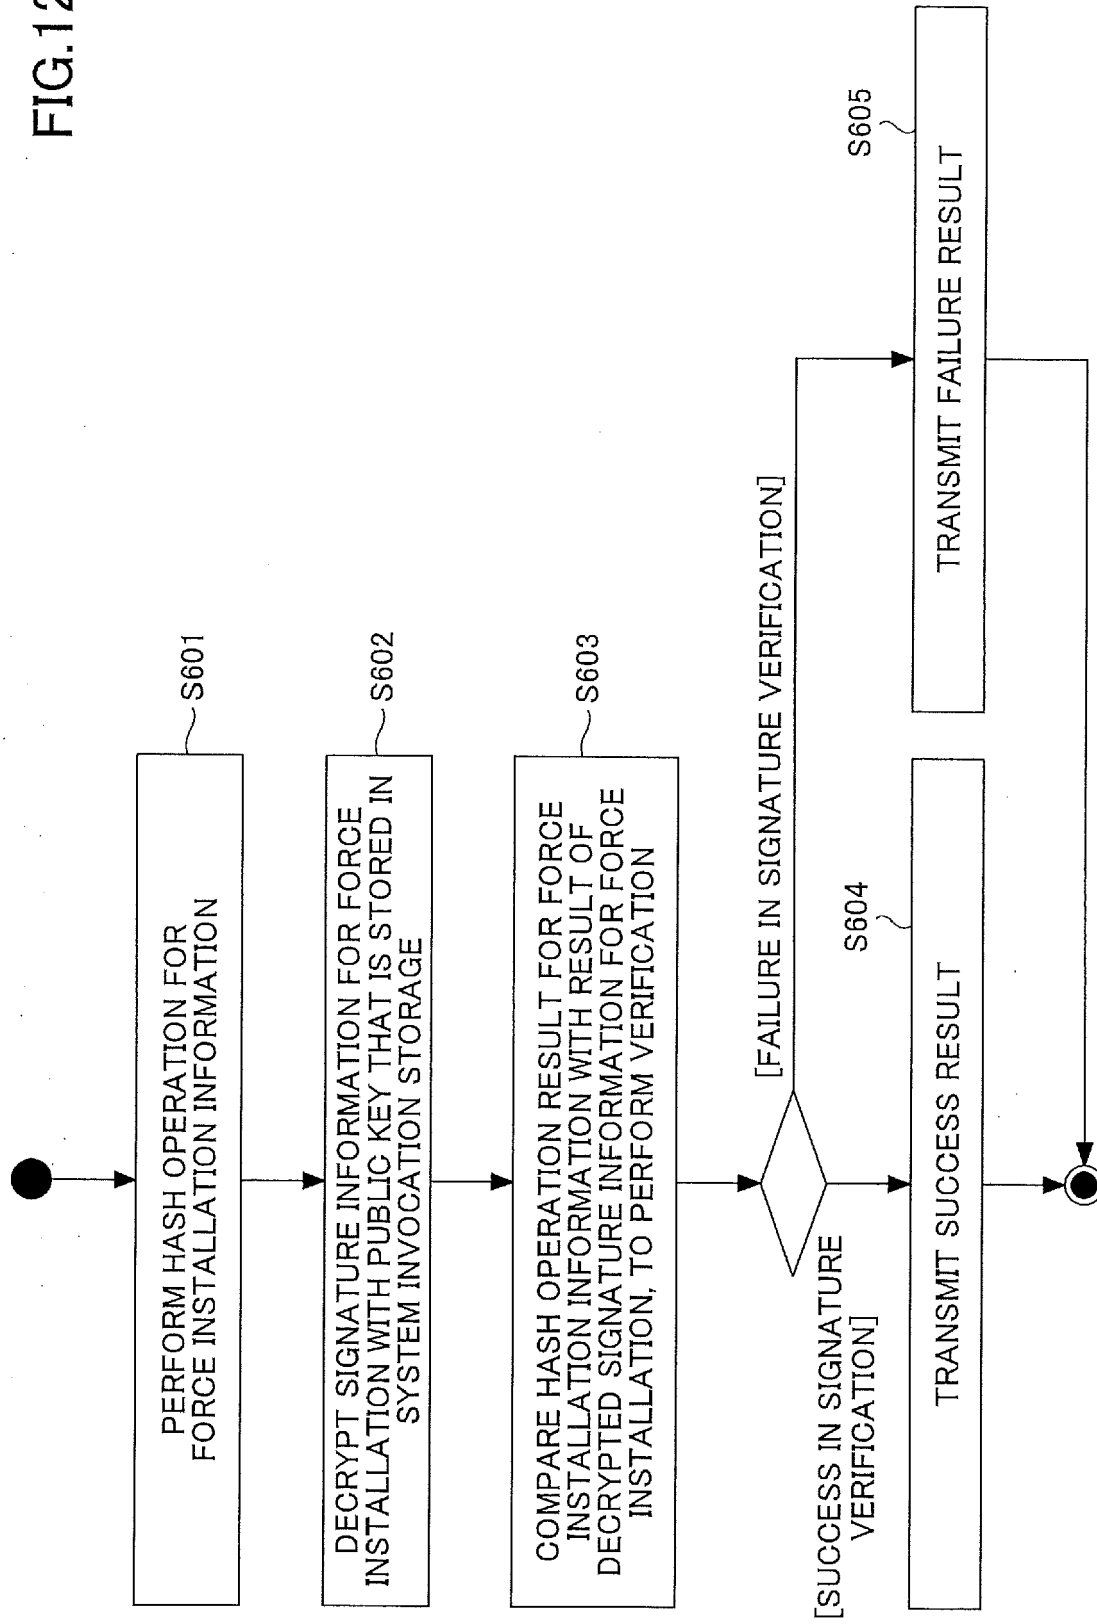 FIG.12
PERFORM HASH OPERATION FOR
FORCE INSTALLATION INFORMATION
S601
DECRYPT SIGNATURE INFORMATION FOR FORCE
INSTALLATION WITH PUBLIC KEY THAT IS STORED IN
SYSTEM INVOCATION STORAGE
S602
COMPARE HASH OPERATION RESULT FOR FORCE
INSTALLATION INFORMATION WITH RESULT OF
DECRYPTED SIGNATURE INFORMATION FOR FORCE
INSTALLATION, TO PERFORM VERIFICATION
S603
[FAILURE IN SIGNATURE VERIFICATION]
[SUCCESS IN SIGNATURE
VERIFICATION]
S604
TRANSMIT SUCCESS RESULT
S605
TRANSMIT FAILURE RESULT